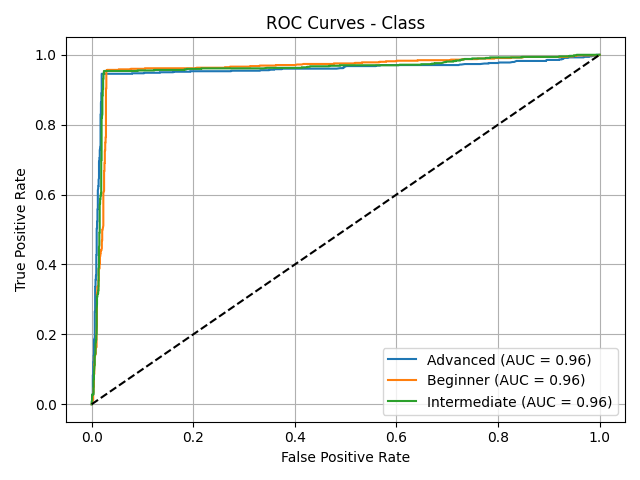 ROC Curves - Class
True Positive Rate
1.0
0.8
0.6
0.4
0.2
0.0
Advanced (AUC = 0.96)
Beginner (AUC = 0.96)
Intermediate (AUC = 0.96)
0.0 0.2 0.4 0.6 0.8 1.0
False Positive Rate